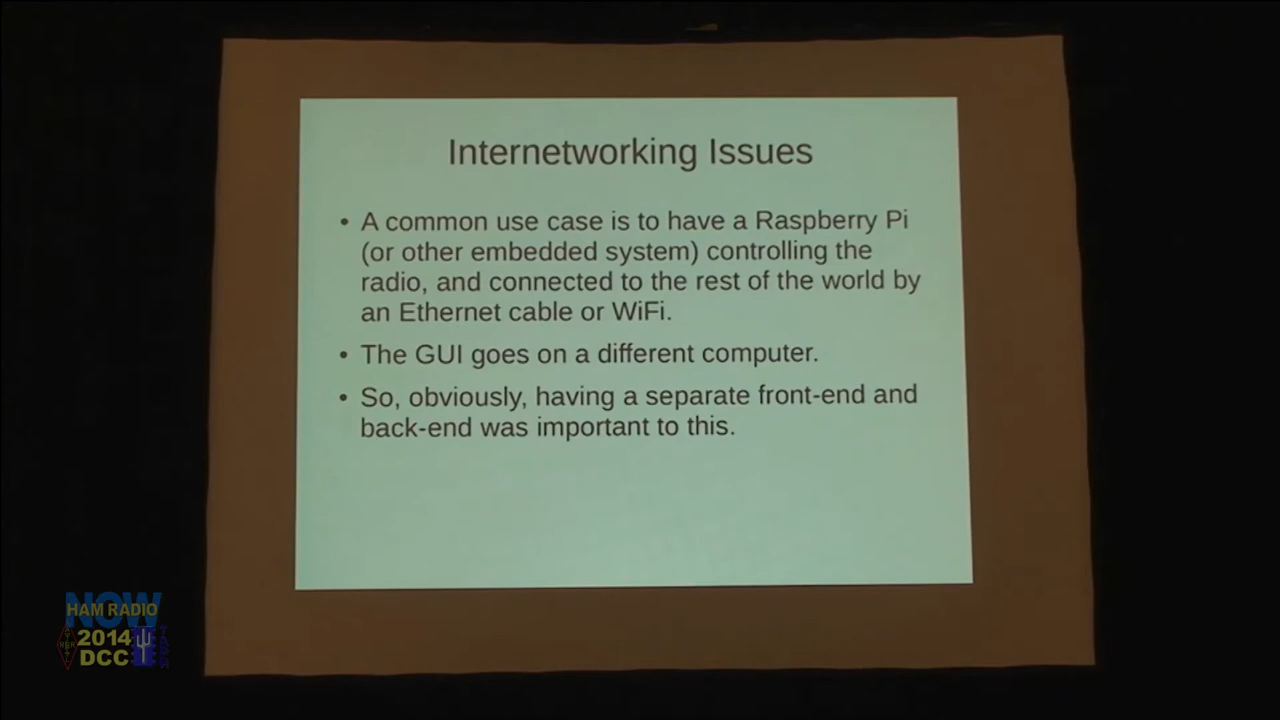 Internetworking Issues
• A common use case is to have a Raspberry Pi
(or other embedded system) controlling the
radio, and connected to the rest of the world by
an Ethernet cable or WiFi.
• The GUI goes on a different computer.
• So, obviously, having a separate front-end and
back-end was important to this.
NOW
HAM RADIO
2014
DCC